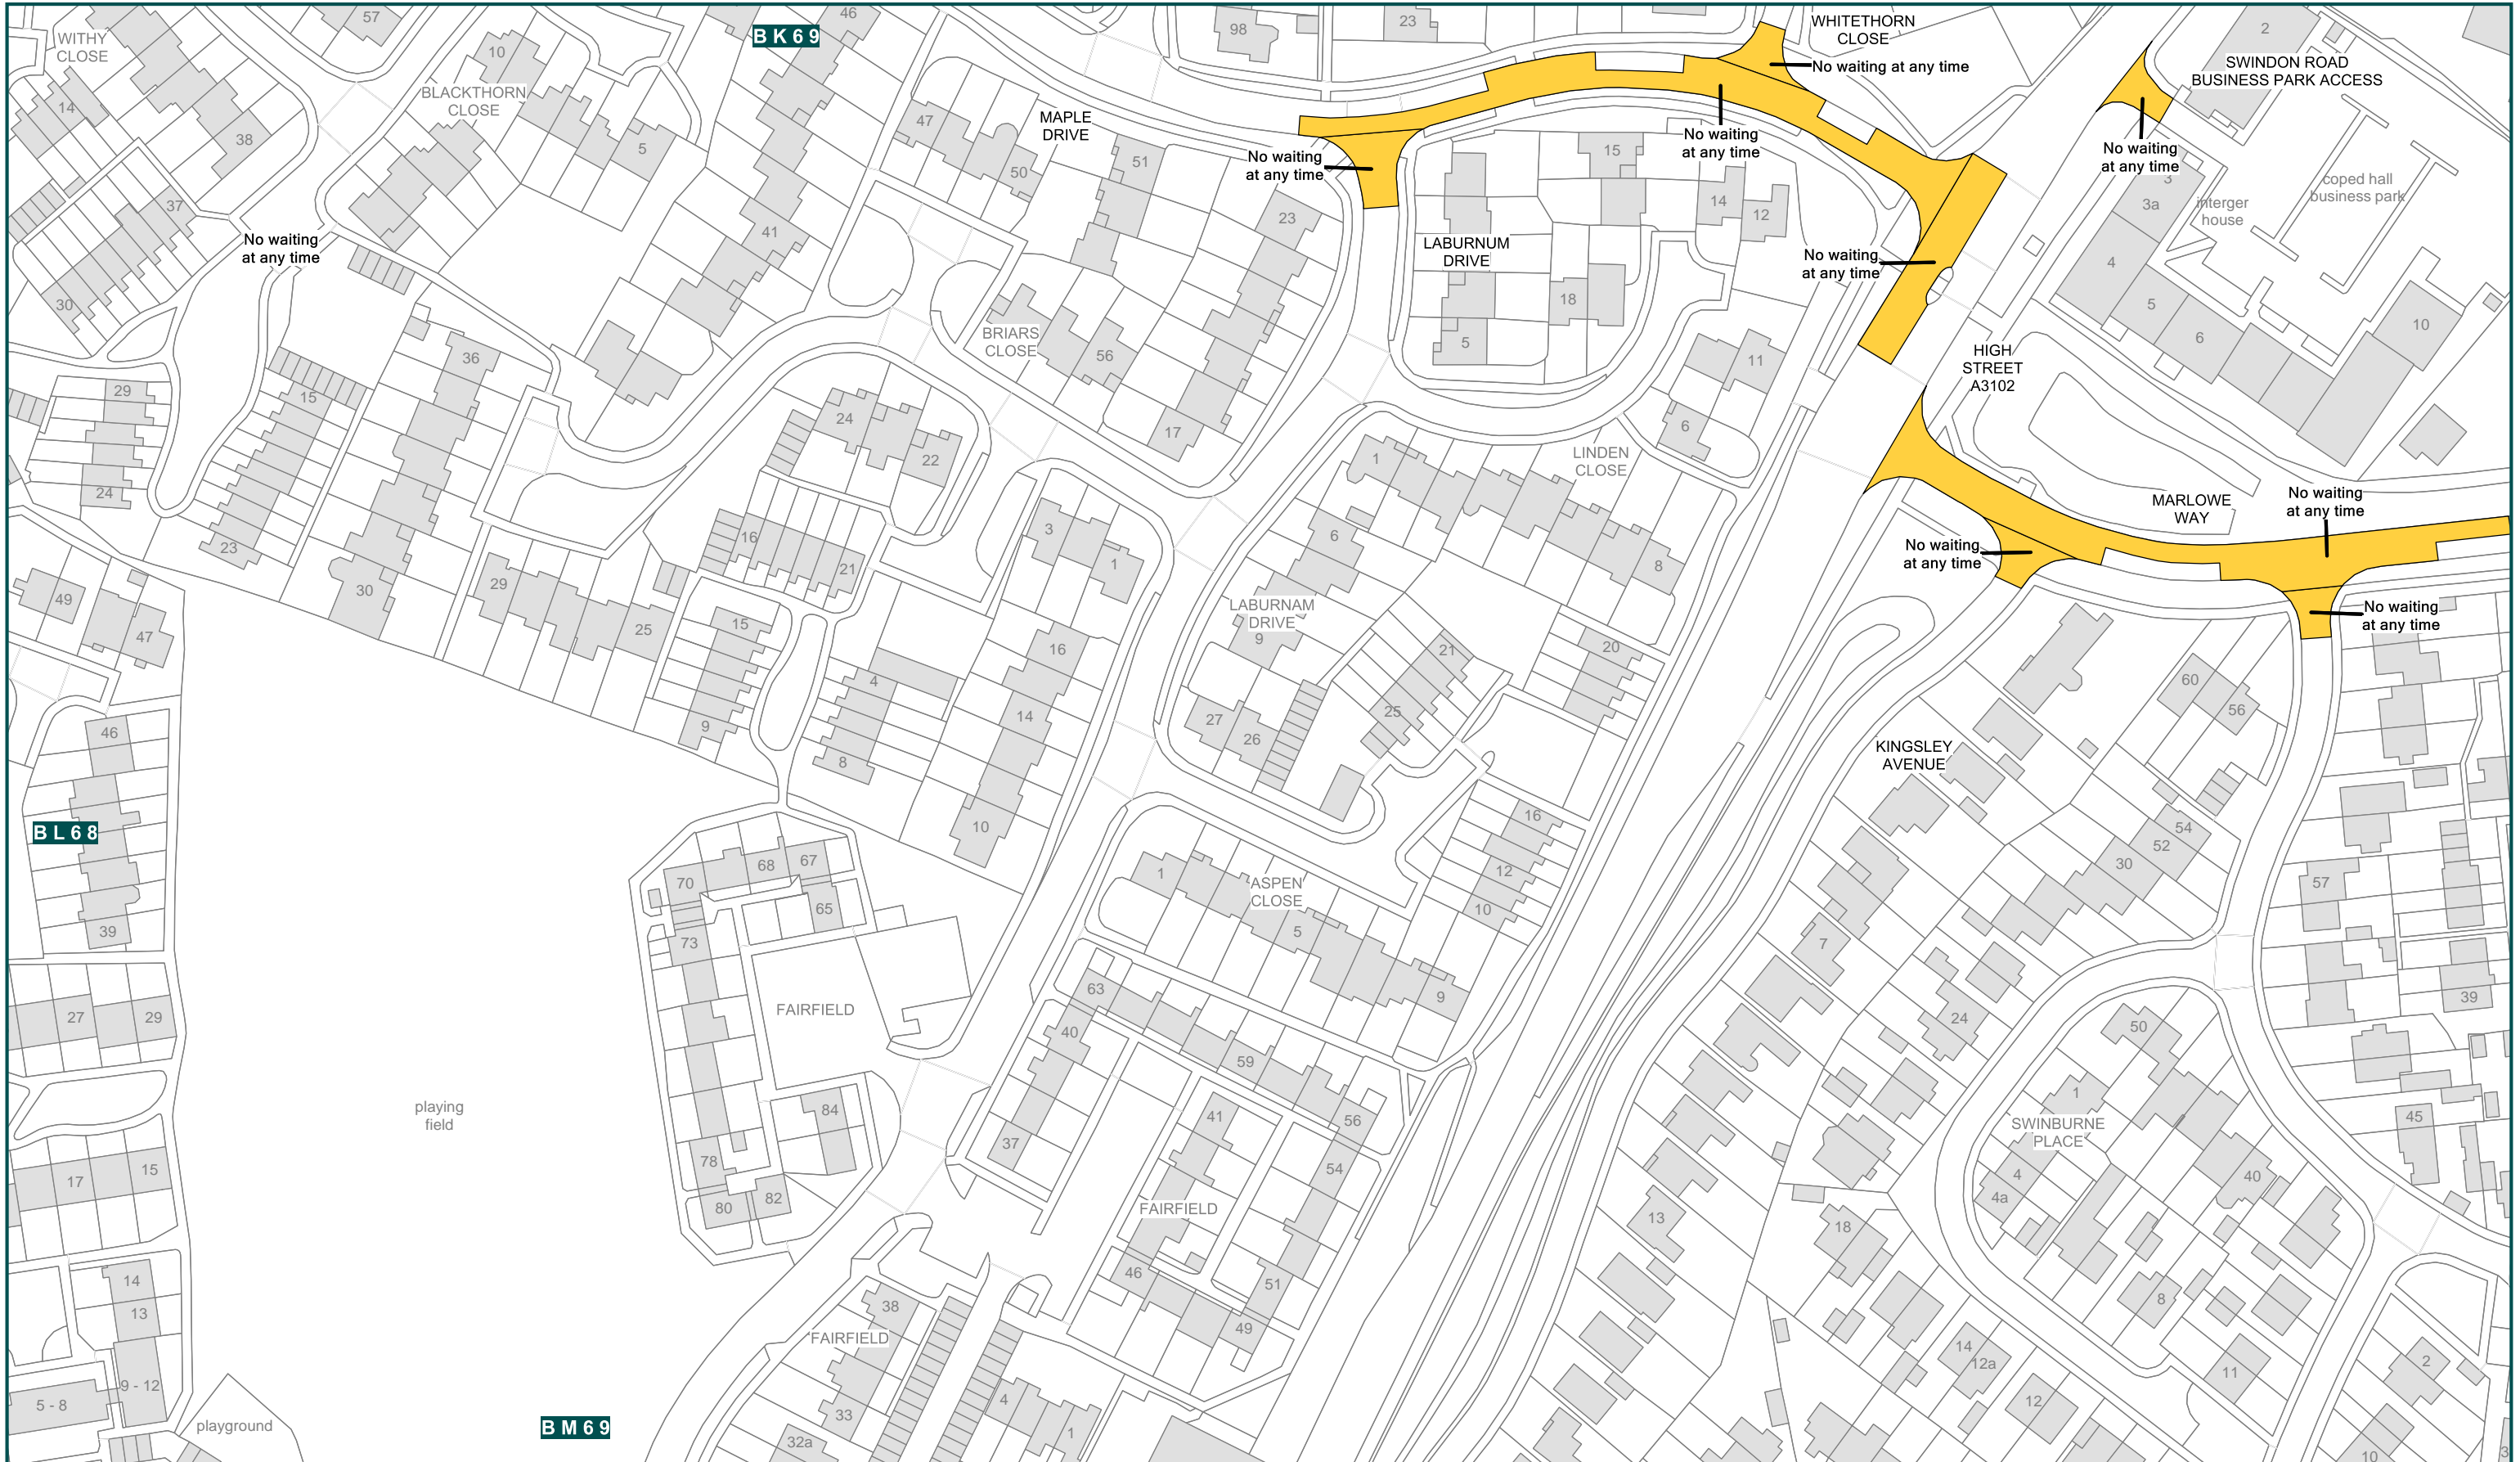 BK69
BL68
BM69
WITHY
CLOSE
BLACKTHORN
CLOSE
MAPLE
DRIVE
WHITETHORN
CLOSE
No waiting at any time
SWINDON ROAD
BUSINESS PARK ACCESS
No waiting
at any time
No waiting
at any time
No waiting
at any time
No waiting
at any time
No waiting
at any time
coped hall
business park
interger
house
LABURNUM
DRIVE
BRIARS
CLOSE
HIGH
STREET
A3102
LINDEN
CLOSE
MARLOWE
WAY
No waiting
at any time
No waiting
at any time
No waiting
at any time
LABURNAM
DRIVE
KINGSLEY
AVENUE
ASPEN
CLOSE
FAIRFIELD
playing
field
SWINBURNE
PLACE
FAIRFIELD
FAIRFIELD
playground
57
10
46
98
23
2
14
38
5
47
50
51
15
37
41
23
14
12
3
3a
4
5
6
10
30
18
5
11
29
15
36
24
22
56
17
1
6
24
23
16
21
3
1
6
8
49
47
30
29
25
15
9
4
8
16
14
10
9
27
26
21
25
20
60
56
46
39
70
68
67
65
73
1
5
9
16
12
10
54
52
30
57
7
24
39
27
29
63
40
59
56
50
1
45
17
15
84
78
80
82
37
41
54
13
4
4a
40
18
14
13
9 - 12
5 - 8
38
33
32a
46
51
49
4
1
8
14
12a
12
11
2
10